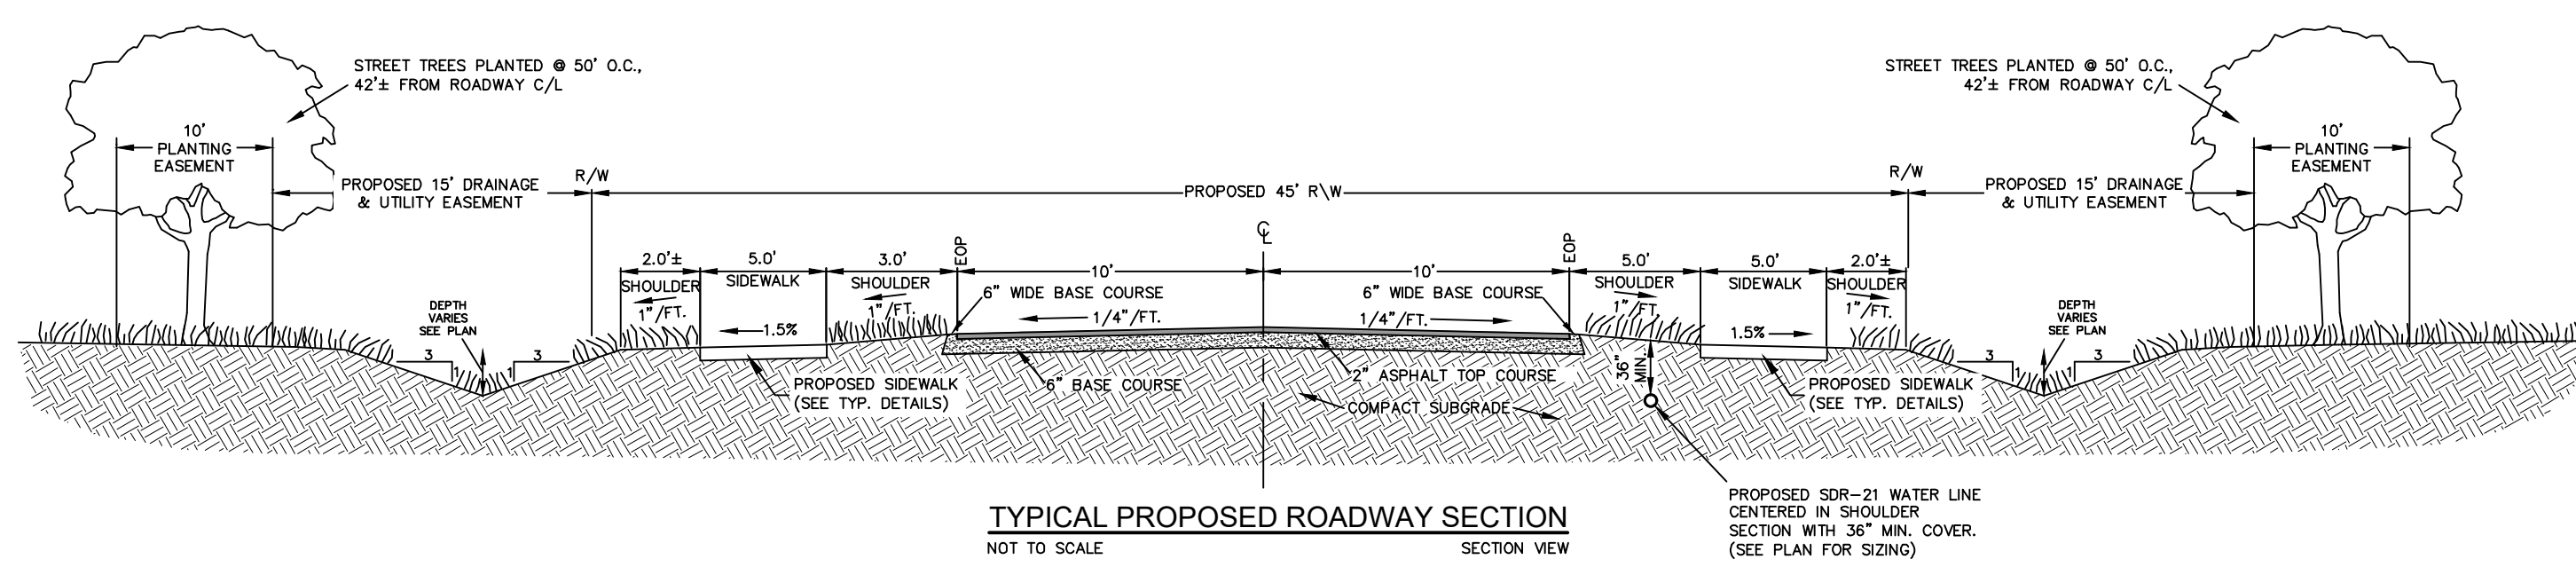 STREET TREES PLANTED @ 50' O.C.,
42'± FROM ROADWAY C/L
STREET TREES PLANTED @ 50' O.C.,
42'± FROM ROADWAY C/L
10'
PLANTING
EASEMENT
10'
PLANTING
EASEMENT
PROPOSED 15' DRAINAGE
& UTILITY EASEMENT
R/W
PROPOSED 45' R\W
R/W
PROPOSED 15' DRAINAGE
& UTILITY EASEMENT
2.0'±
SHOULDER
1"/FT.
5.0'
SIDEWALK
1.5%
3.0'
SHOULDER
1"/FT.
EOP
10'
CL
10'
EOP
5.0'
SHOULDER
1"/FT.
5.0'
SIDEWALK
1.5%
2.0'±
SHOULDER
1"/FT.
6" WIDE BASE COURSE
1/4"/FT.
6" WIDE BASE COURSE
1/4"/FT.
DEPTH
VARIES
SEE PLAN
3
1
3
1
DEPTH
VARIES
SEE PLAN
3
1
3
1
PROPOSED SIDEWALK
(SEE TYP. DETAILS)
6" BASE COURSE
2" ASPHALT TOP COURSE
COMPACT SUBGRADE
36"
MIN.
PROPOSED SIDEWALK
(SEE TYP. DETAILS)
PROPOSED SDR-21 WATER LINE
CENTERED IN SHOULDER
SECTION WITH 36" MIN. COVER.
(SEE PLAN FOR SIZING)
TYPICAL PROPOSED ROADWAY SECTION
NOT TO SCALE
SECTION VIEW